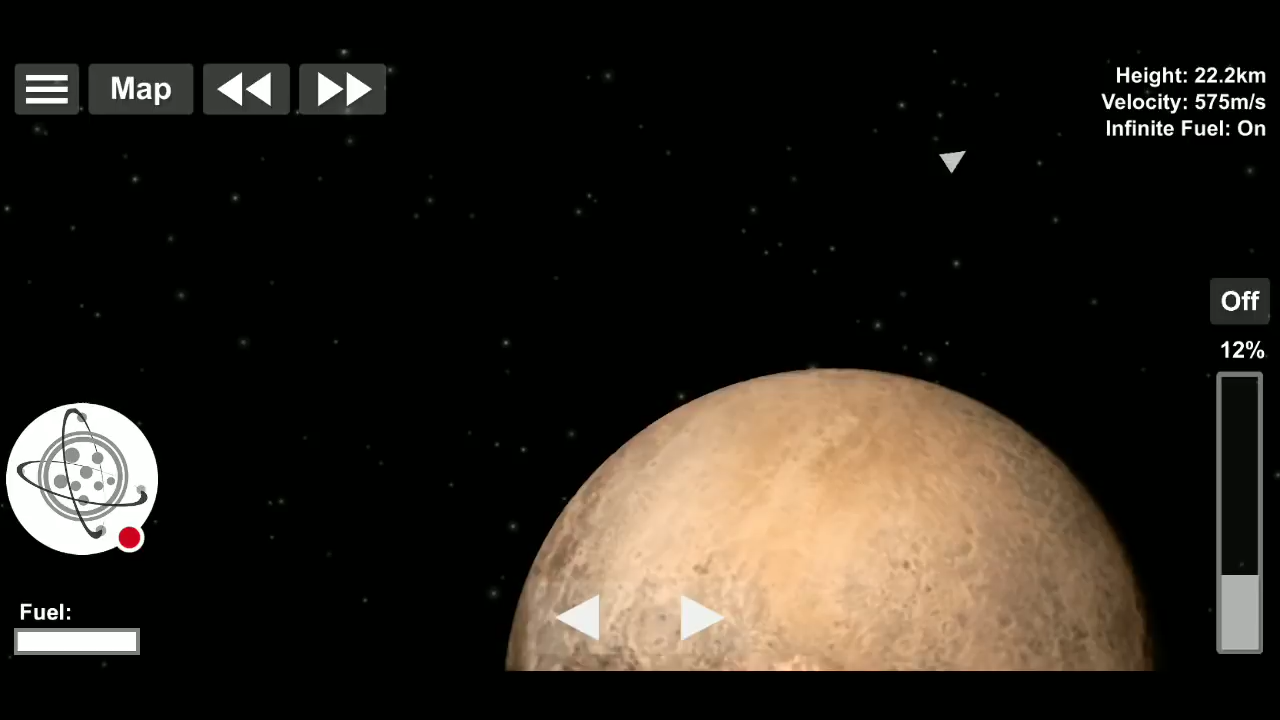 Map
Height: 22.2km
Velocity: 575m/s
Infinite Fuel: On
Off
12%
Fuel: